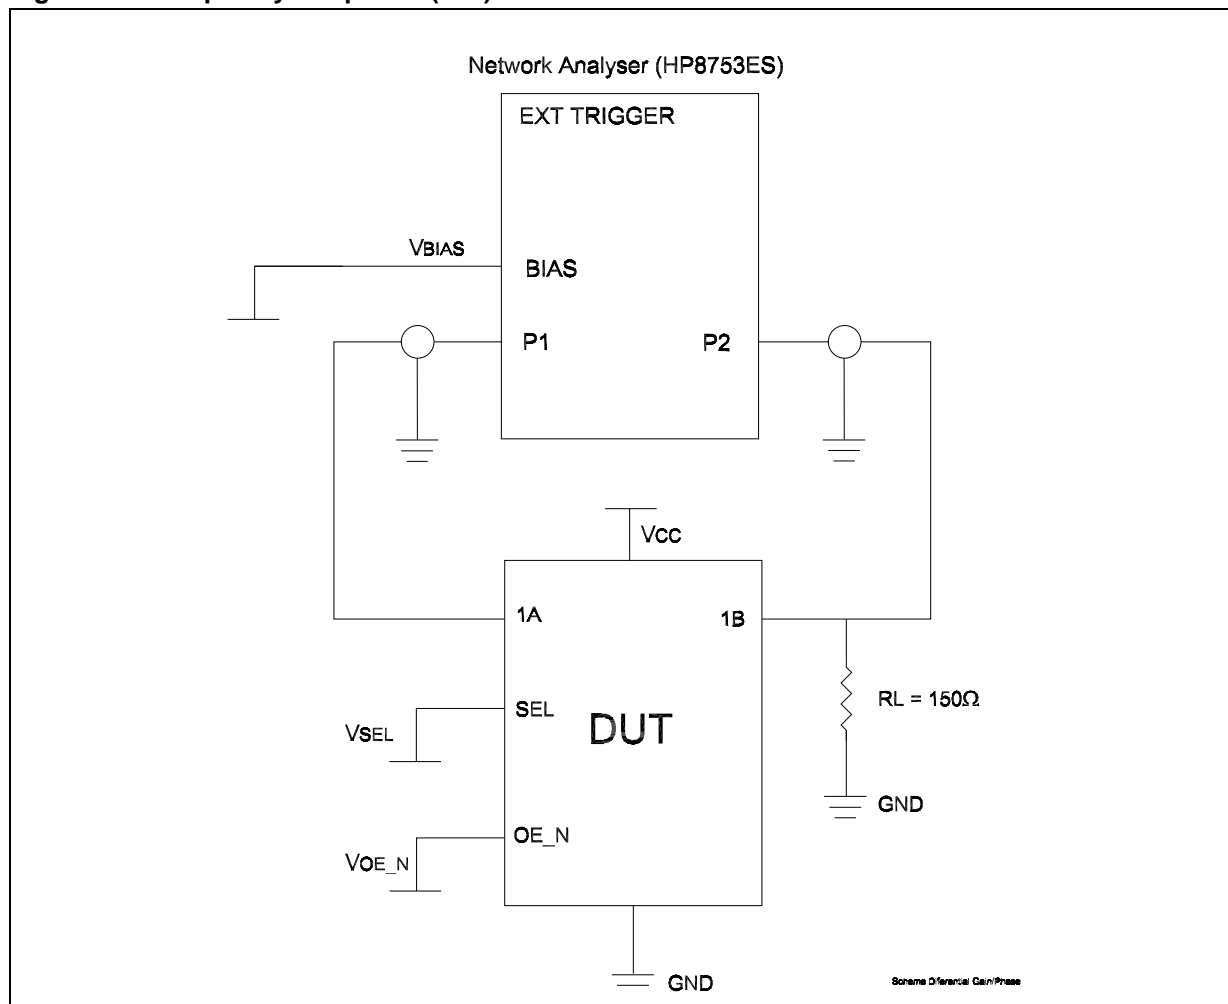 Network Analyser (HP8753ES)
EXT TRIGGER
VBIAS
BIAS
P1
P2
VCC
1A
1B
SEL
DUT
RL = 150Ω
VSEL
GND
OE_N
VOE_N
GND
Scheme Diferential Gain/Phase